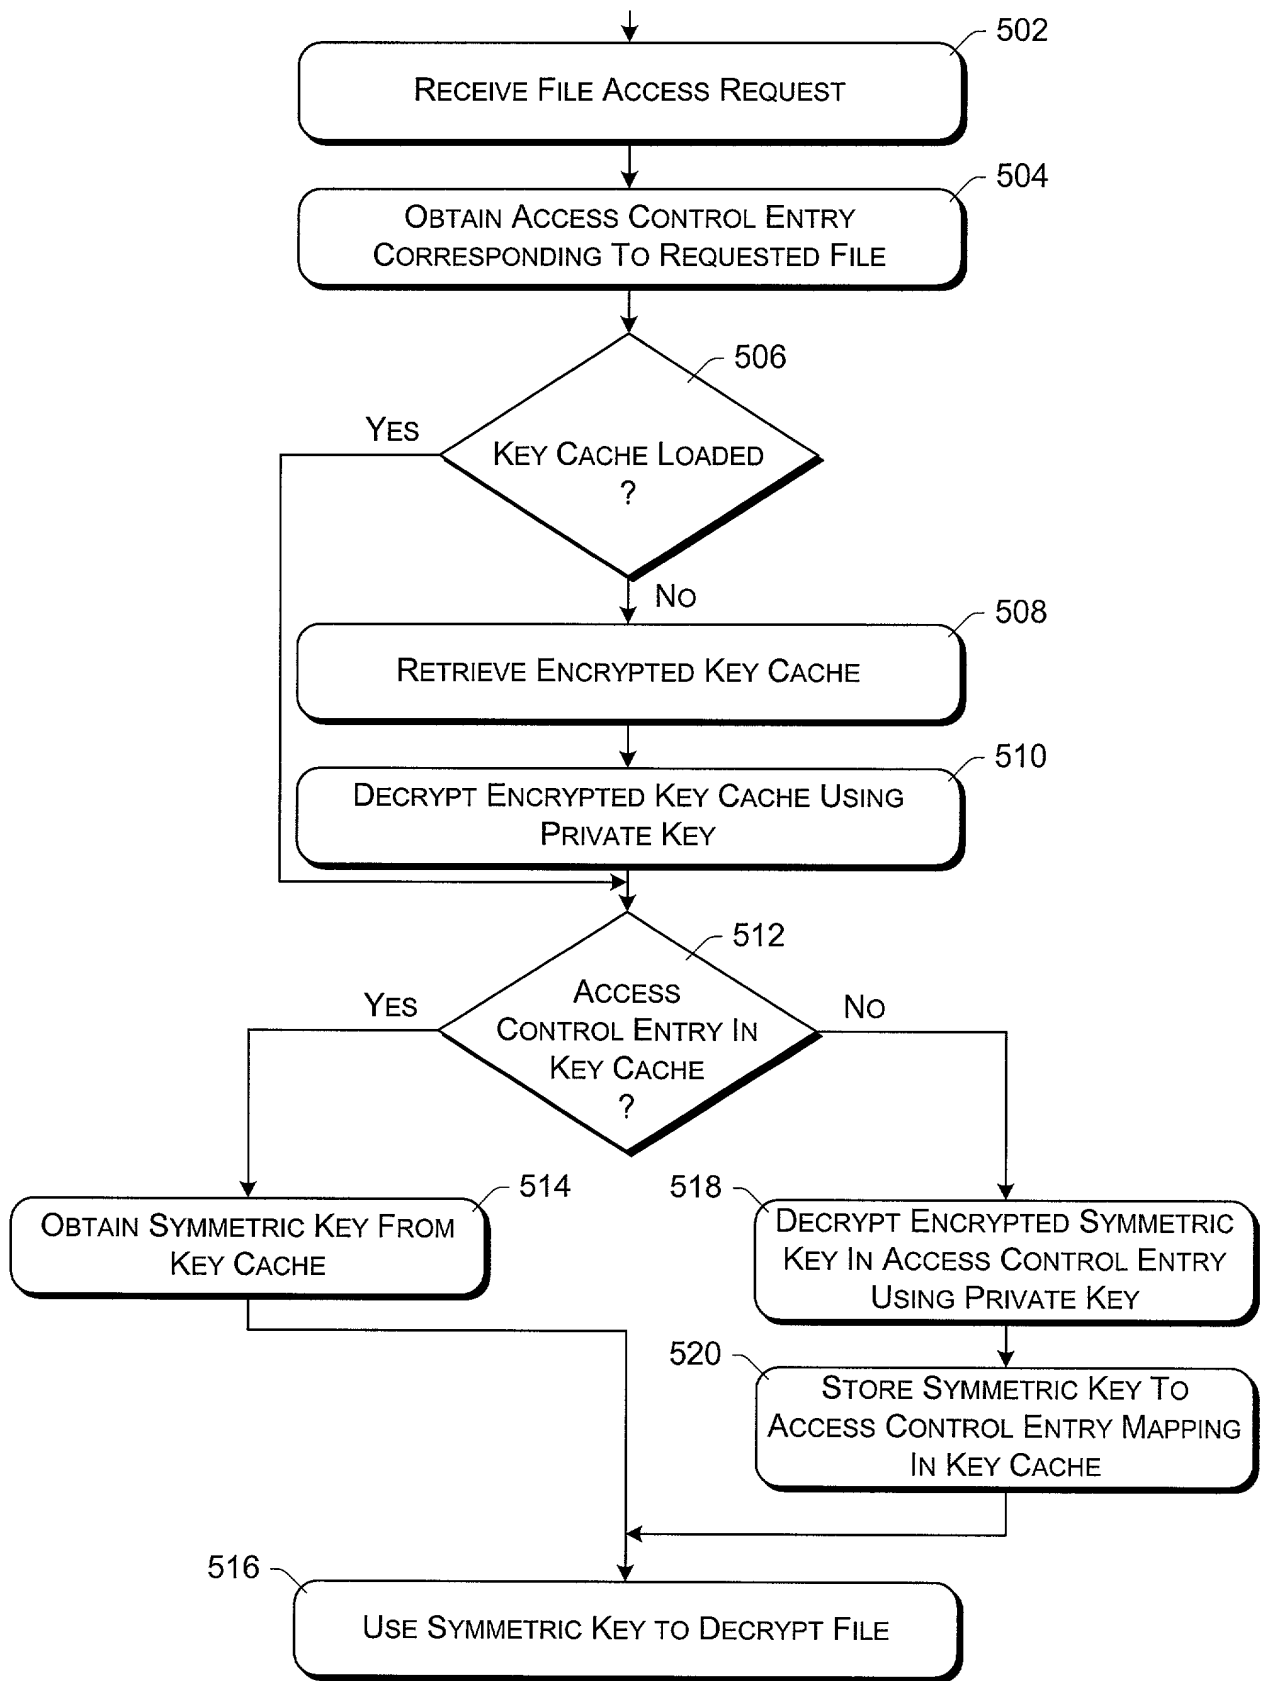 502
RECEIVE FILE ACCESS REQUEST
504
OBTAIN ACCESS CONTROL ENTRY
CORRESPONDING TO REQUESTED FILE
506
YES
KEY CACHE LOADED
?
NO
508
RETRIEVE ENCRYPTED KEY CACHE
510
DECRYPT ENCRYPTED KEY CACHE USING
PRIVATE KEY
512
YES
ACCESS
CONTROL ENTRY IN
KEY CACHE
?
NO
514
OBTAIN SYMMETRIC KEY FROM
KEY CACHE
518
DECRYPT ENCRYPTED SYMMETRIC
KEY IN ACCESS CONTROL ENTRY
USING PRIVATE KEY
520
STORE SYMMETRIC KEY TO
ACCESS CONTROL ENTRY MAPPING
IN KEY CACHE
516
USE SYMMETRIC KEY TO DECRYPT FILE